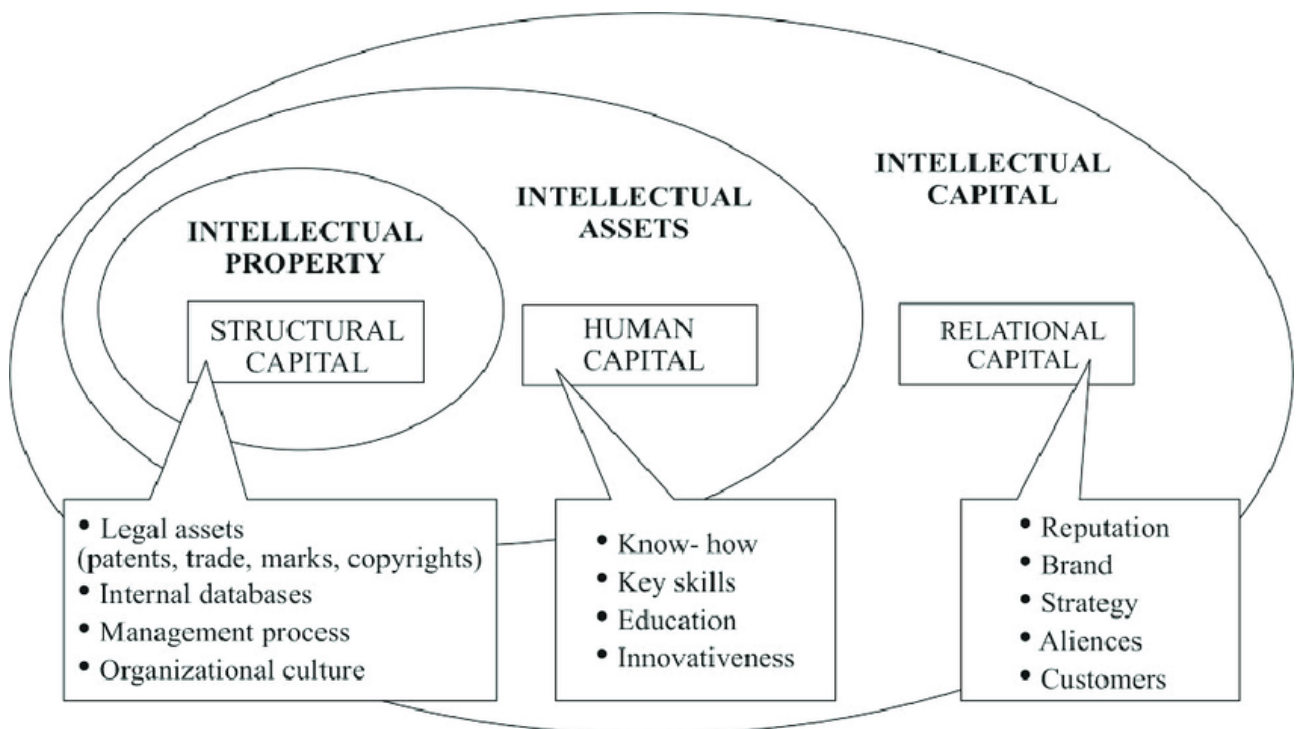 INTELLECTUAL
CAPITAL
INTELLECTUAL
ASSETS
INTELLECTUAL
PROPERTY
STRUCTURAL
CAPITAL
HUMAN
CAPITAL
RELATIONAL
CAPITAL
• Legal assets
(patents, trade, marks, copyrights)
• Internal databases
• Management process
• Organizational culture
• Know- how
• Key skills
• Education
• Innovativeness
• Reputation
• Brand
• Strategy
• Aliences
• Customers